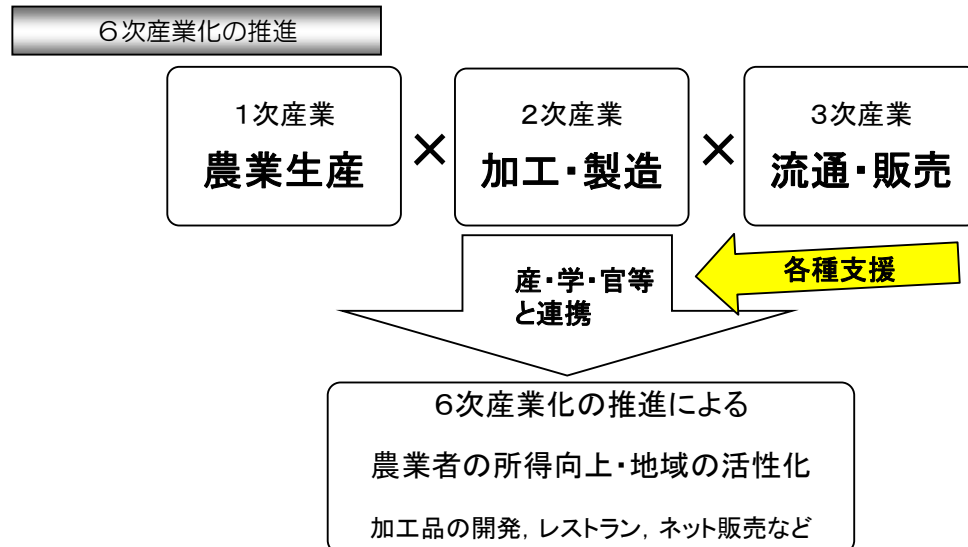 6次産業化の推進
1次産業
農業生産
×
2次産業
加工・製造
×
3次産業
流通・販売
産・学・官等
と連携
各種支援
6次産業化の推進による
農業者の所得向上・地域の活性化
加工品の開発，レストラン，ネット販売など